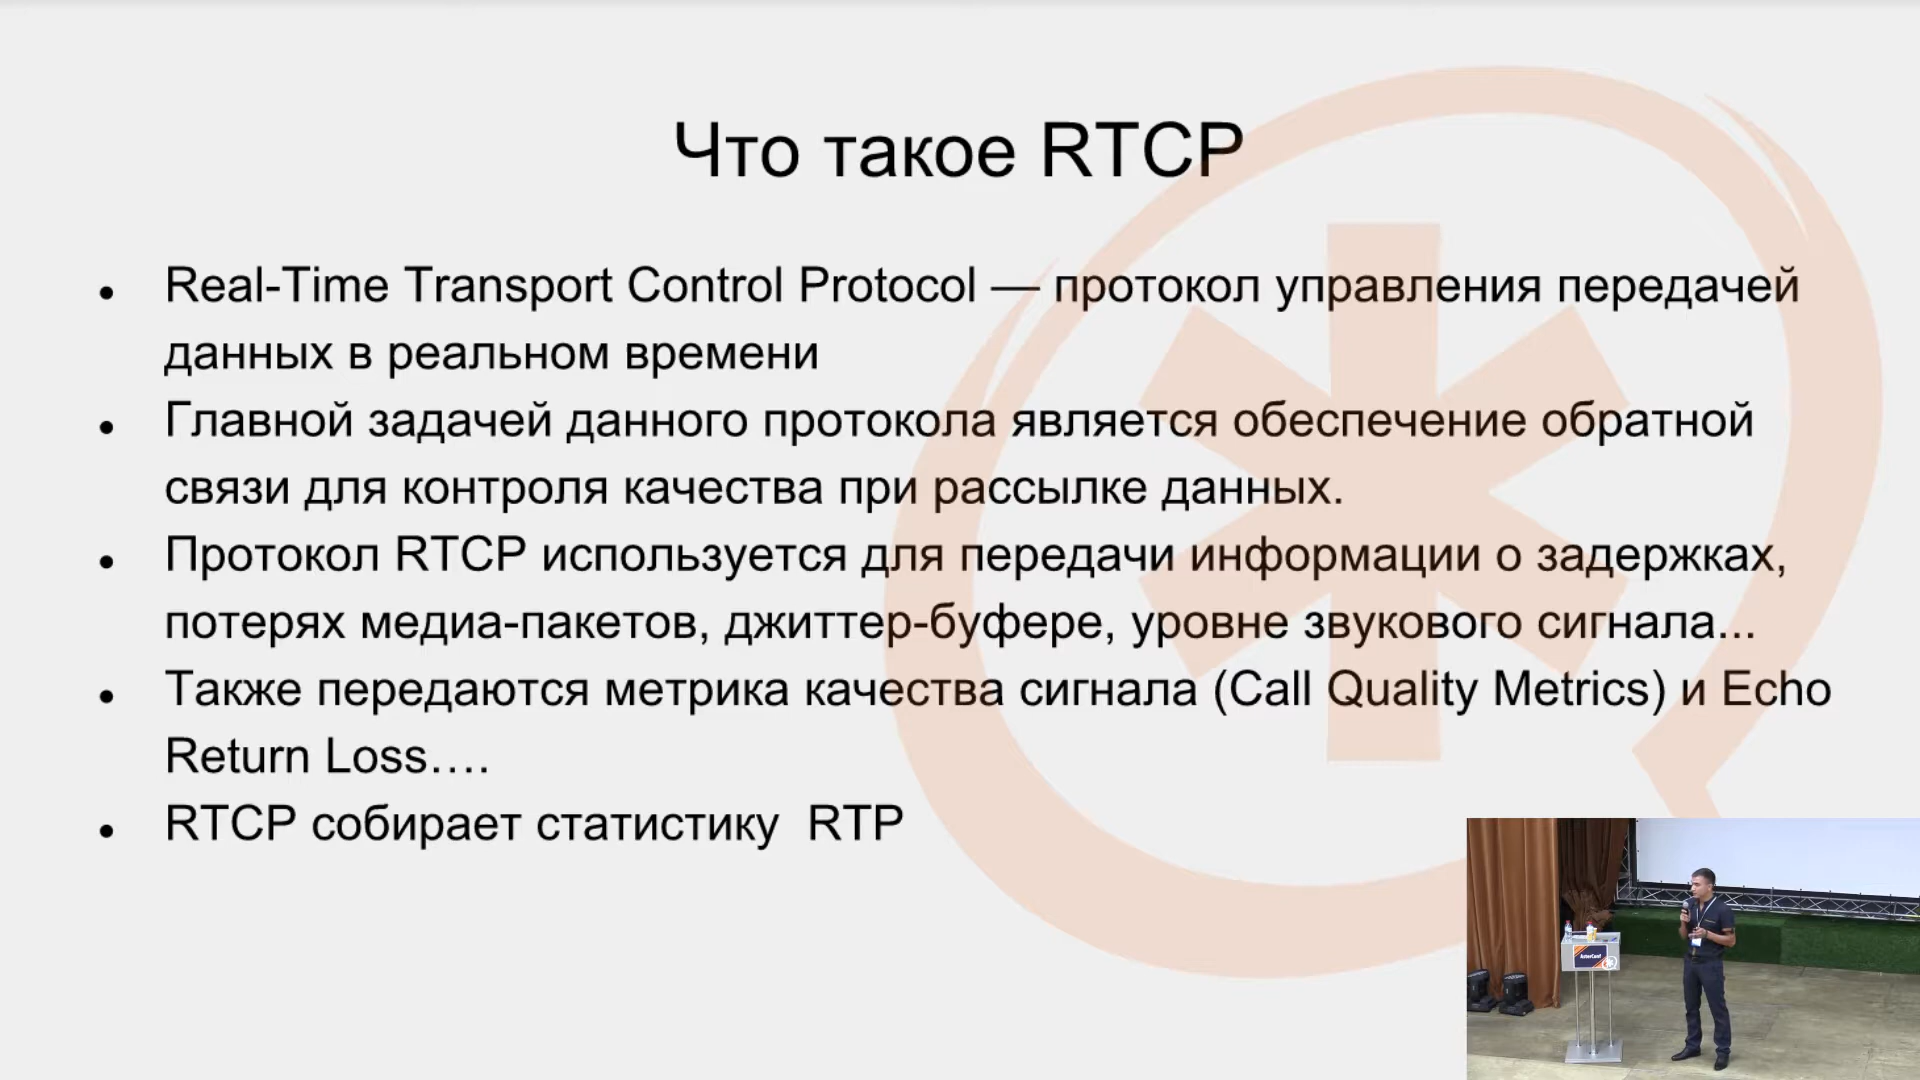 Что такое RTCP
● Real-Time Transport Control Protocol — протокол управления передачей
данных в реальном времени
● Главной задачей данного протокола является обеспечение обратной
связи для контроля качества при рассылке данных.
● Протокол RTCP используется для передачи информации о задержках,
потерях медиа-пакетов, джиттер-буфере, уровне звукового сигнала...
● Также передаются метрика качества сигнала (Call Quality Metrics) и Echo
Return Loss….
● RTCP собирает статистику  RTP
AsterConf